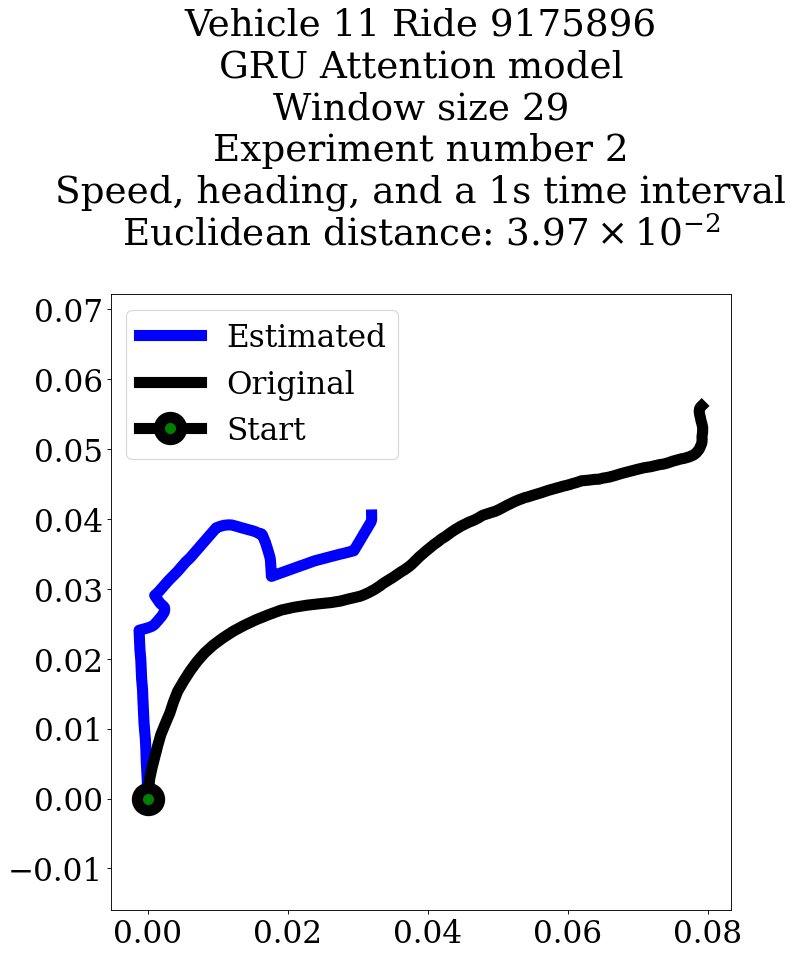 Vehicle 11 Ride 9175896
GRU Attention model
Window size 29
Experiment number 2
Speed, heading, and a 1s time interval
Euclidean distance: 3.97 × 10⁻²
0.07
0.06
0.05
0.04
0.03
0.02
0.01
0.00
−0.01
Estimated
Original
Start
0.00 0.02 0.04 0.06 0.08